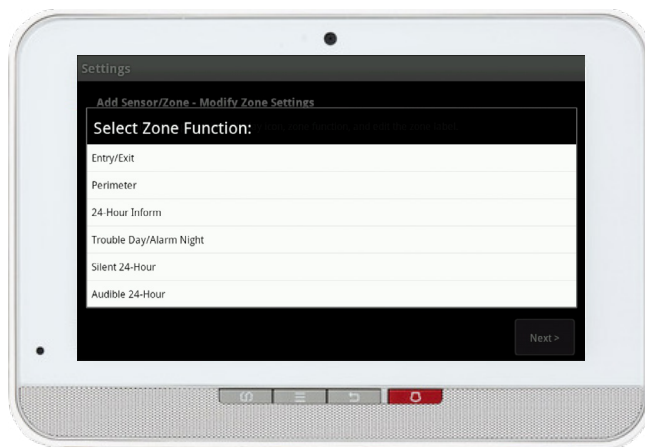 Settings
Add Sensor/Zone - Modify Zone Settings
Select Zone Function:
Entry/Exit
Perimeter
24-Hour Inform
Trouble Day/Alarm Night
Silent 24-Hour
Audible 24-Hour
Next >